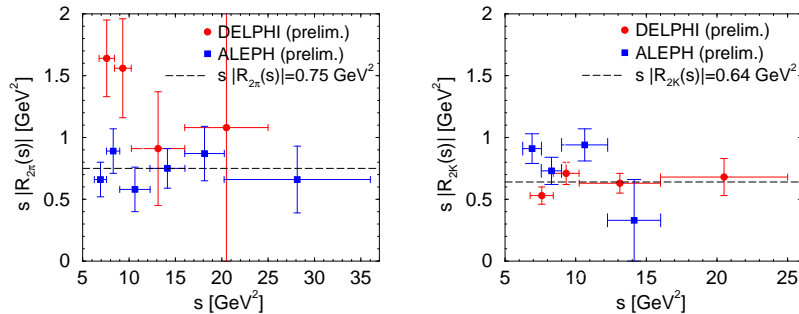 2
1.5
1
0.5
0
s |R2π(s)| [GeV²]
5 10 15 20 25 30 35
s [GeV²]
DELPHI (prelim.)
ALEPH (prelim.)
s |R2π(s)|=0.75 GeV²
2
1.5
1
0.5
0
s |R2K(s)| [GeV²]
5 10 15 20 25
s [GeV²]
DELPHI (prelim.)
ALEPH (prelim.)
s |R2K(s)|=0.64 GeV²